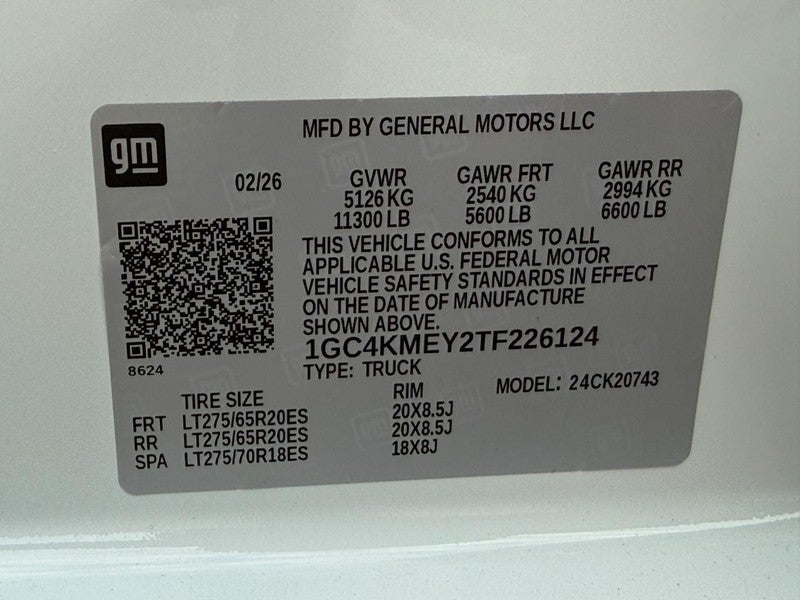 gm
MFD BY GENERAL MOTORS LLC
02/26 GVWR GAWR FRT GAWR RR
5126 KG 2540 KG 2994 KG
11300 LB 5600 LB 6600 LB
THIS VEHICLE CONFORMS TO ALL
APPLICABLE U.S. FEDERAL MOTOR
VEHICLE SAFETY STANDARDS IN EFFECT
ON THE DATE OF MANUFACTURE
SHOWN ABOVE.
1GC4KMEY2TF226124
8624
TYPE: TRUCK MODEL: 24CK20743
TIRE SIZE RIM
FRT LT275/65R20ES 20X8.5J
RR LT275/65R20ES 20X8.5J
SPA LT275/70R18ES 18X8J